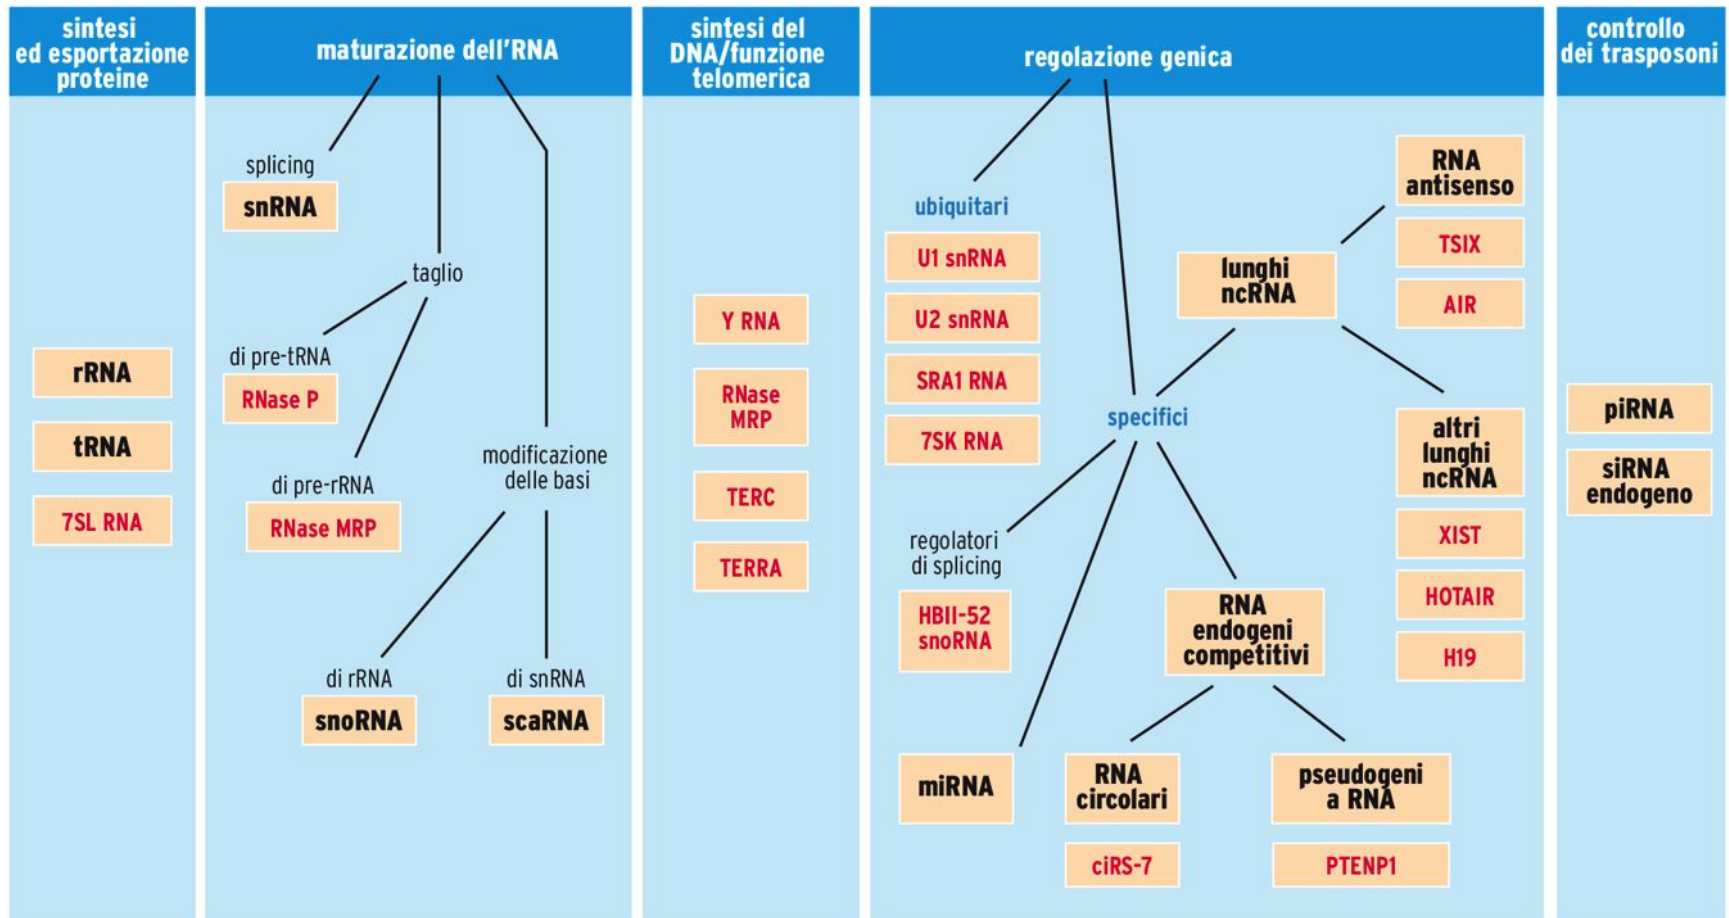 sintesi
ed esportazione
proteine
rRNA
tRNA
7SL RNA
maturazione dell'RNA
splicing
snRNA
taglio
di pre-tRNA
RNase P
di pre-rRNA
RNase MRP
modificazione
delle basi
di rRNA
snoRNA
di snRNA
scaRNA
sintesi del
DNA/funzione
telomerica
Y RNA
RNase
MRP
TERC
TERRA
regolazione genica
ubiquitari
U1 snRNA
U2 snRNA
SRA1 RNA
7SK RNA
specifici
lunghi
ncRNA
RNA
antisenso
TSIX
AIR
altri
lunghi
ncRNA
XIST
HOTAIR
H19
regolatori
di splicing
HBII-52
snoRNA
miRNA
RNA
endogeni
competitivi
RNA
circolari
ciRS-7
pseudogeni
a RNA
PTENP1
controllo
dei trasposoni
piRNA
siRNA
endogeno